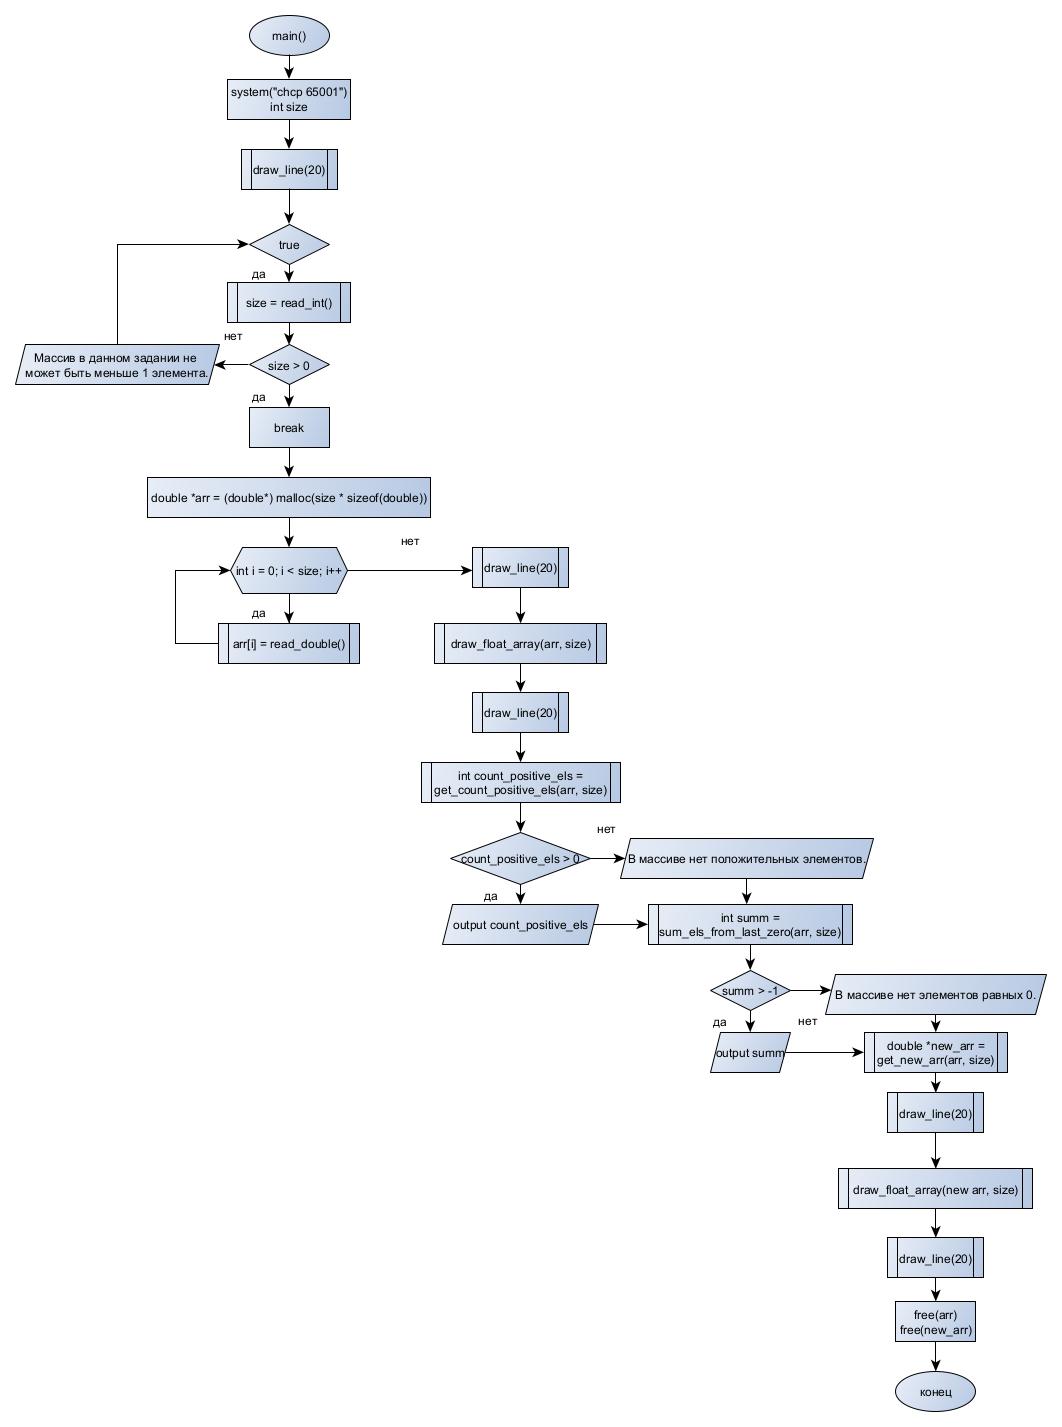 main()
system("chcp 65001")
int size
draw_line(20)
true
да
size = read_int()
нет
size > 0
Массив в данном задании не
может быть меньше 1 элемента.
да
break
double *arr = (double*) malloc(size * sizeof(double))
int i = 0; i < size; i++
нет
да
arr[i] = read_double()
draw_line(20)
draw_float_array(arr, size)
draw_line(20)
int count_positive_els =
get_count_positive_els(arr, size)
count_positive_els > 0
нет
В массиве нет положительных элементов.
да
output count_positive_els
int summ =
sum_els_from_last_zero(arr, size)
summ > -1
В массиве нет элементов равных 0.
да
нет
output summ
double *new_arr =
get_new_arr(arr, size)
draw_line(20)
draw_float_array(new arr, size)
draw_line(20)
free(arr)
free(new_arr)
конец